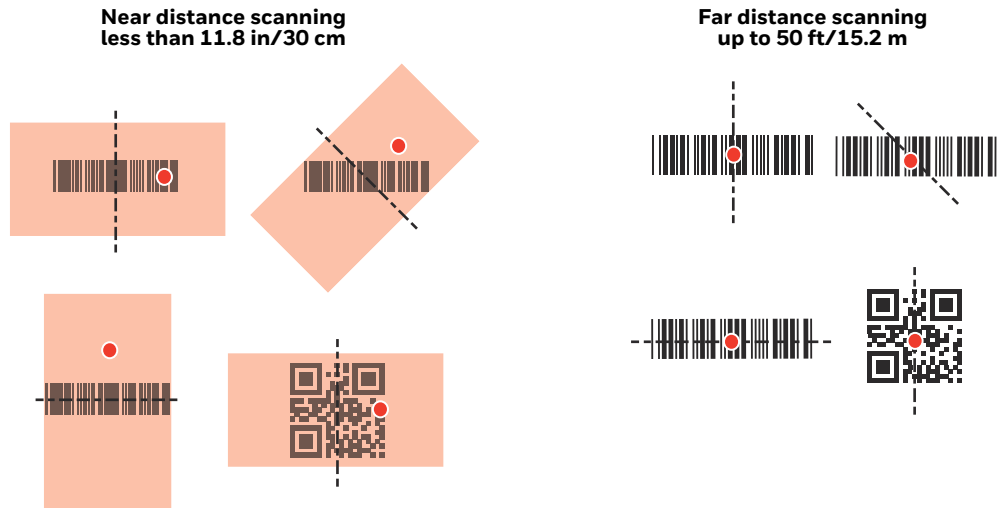 Near distance scanning
less than 11.8 in/30 cm
Far distance scanning
up to 50 ft/15.2 m